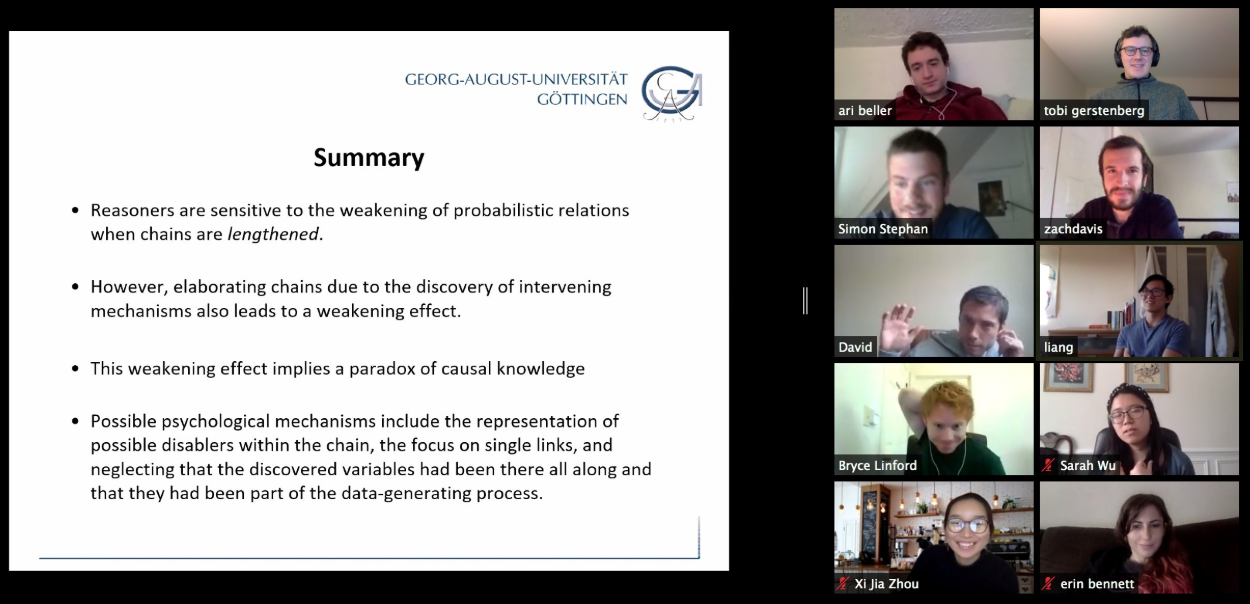 GEORG-AUGUST-UNIVERSITÄT
GÖTTINGEN
Summary
• Reasoners are sensitive to the weakening of probabilistic relations
when chains are lengthened.
• However, elaborating chains due to the discovery of intervening
mechanisms also leads to a weakening effect.
• This weakening effect implies a paradox of causal knowledge
• Possible psychological mechanisms include the representation of
possible disablers within the chain, the focus on single links, and
neglecting that the discovered variables had been there all along and
that they had been part of the data-generating process.
ari beller
tobi gerstenberg
Simon Stephan
zachdavis
David
liang
Bryce Linford
Sarah Wu
Xi Jia Zhou
erin bennett